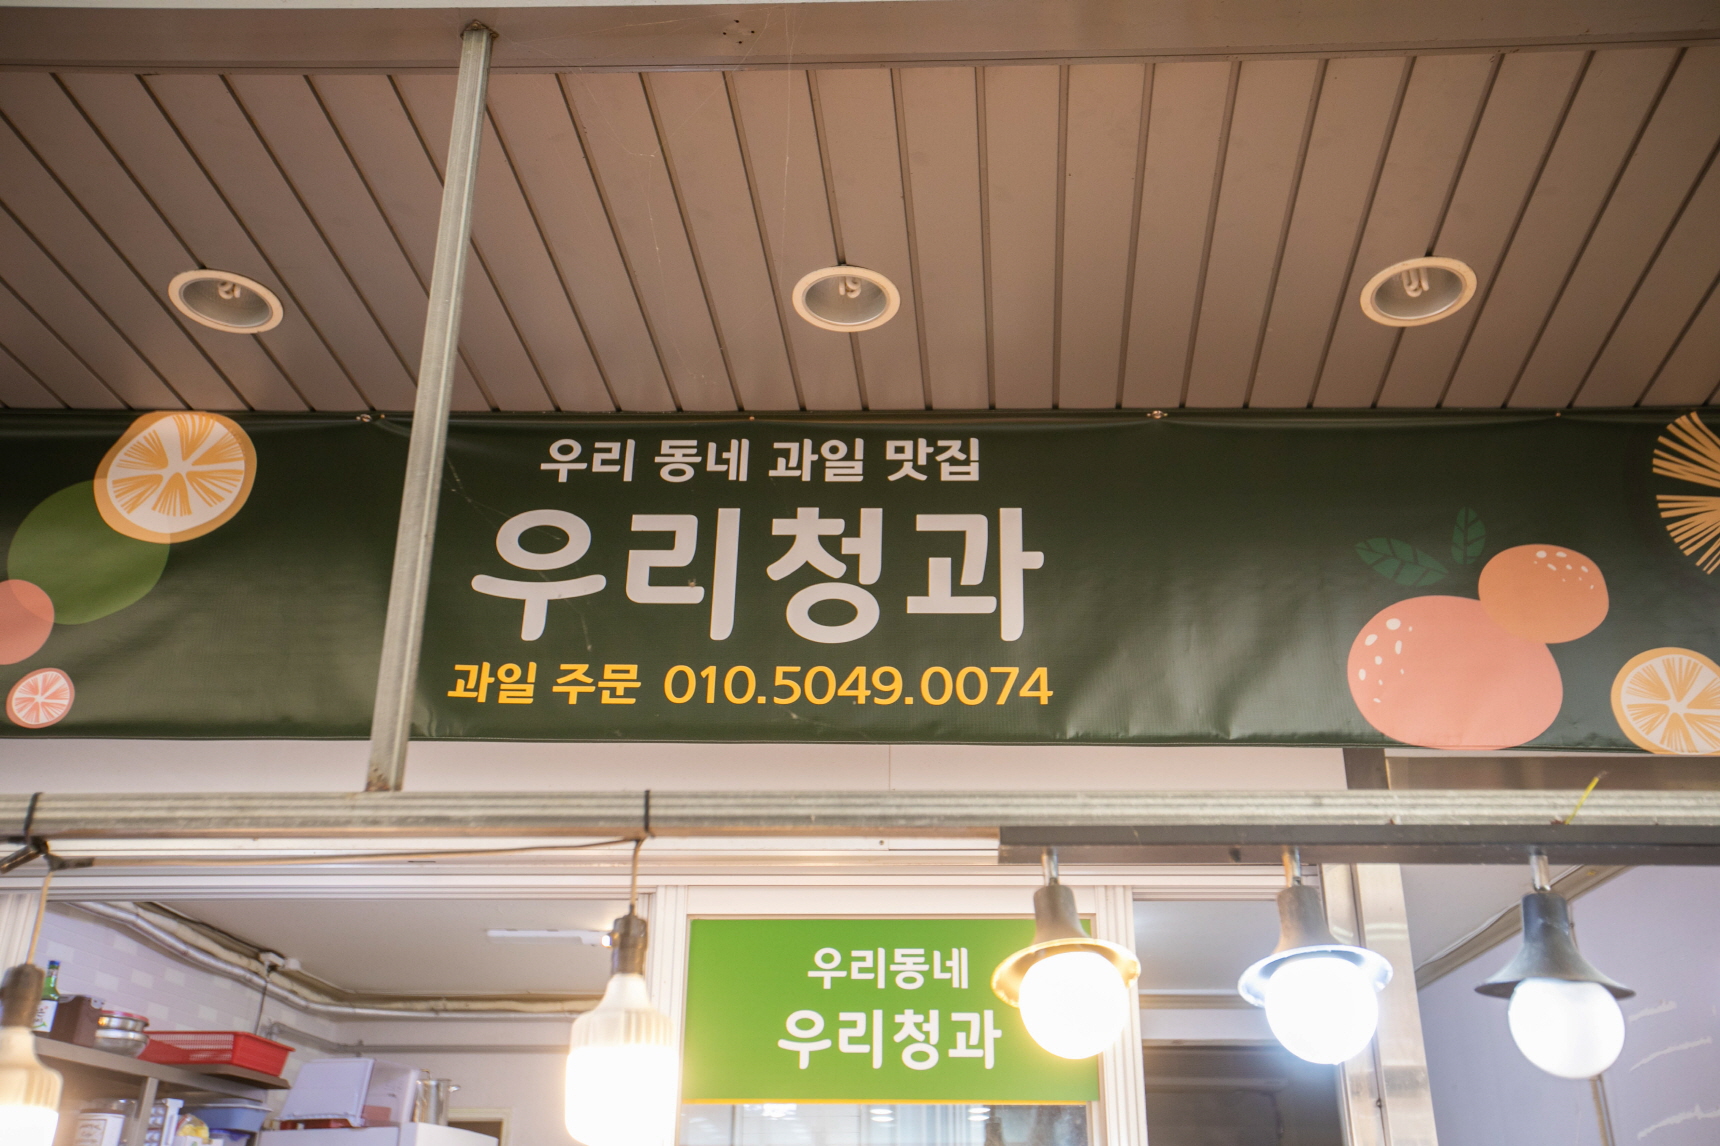 우리 동네 과일 맛집
우리청과
과일 주문 010.5049.0074
우리동네
우리청과